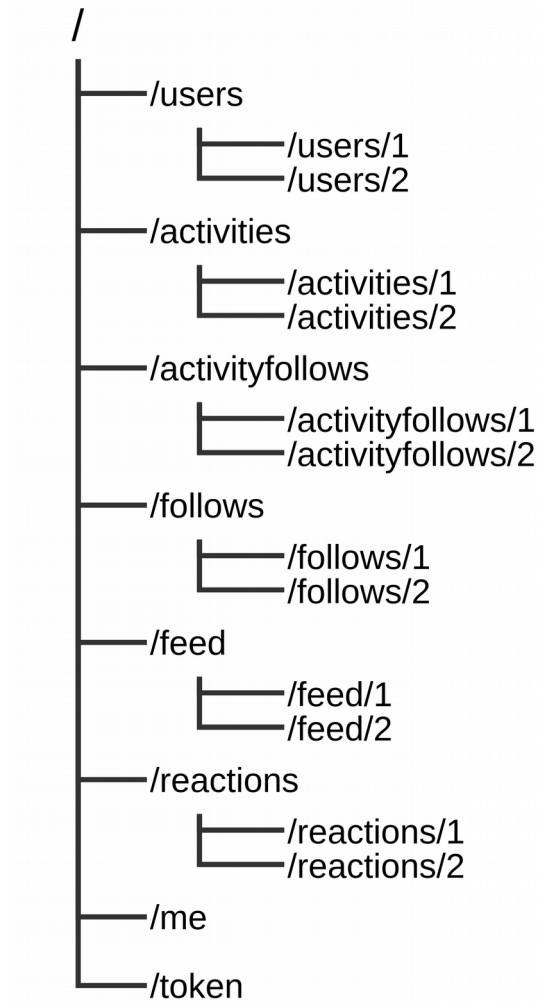 /
/users
/users/1
/users/2
/activities
/activities/1
/activities/2
/activityfollows
/activityfollows/1
/activityfollows/2
/follows
/follows/1
/follows/2
/feed
/feed/1
/feed/2
/reactions
/reactions/1
/reactions/2
/me
/token